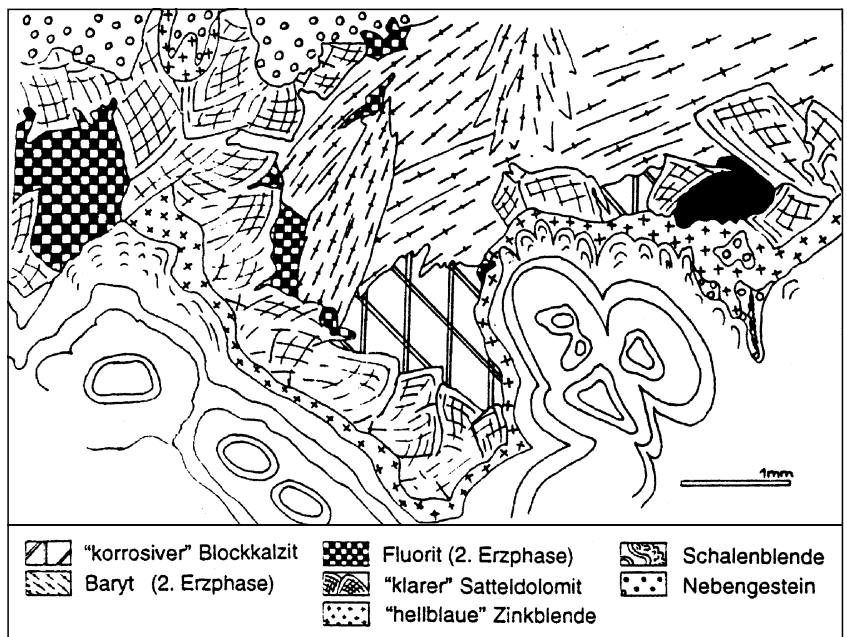 1mm
"korrosiver" Blockkalzit
Baryt (2. Erzphase)
Fluorit (2. Erzphase)
"klarer" Satteldolomit
"hellblaue" Zinkblende
Schalenblende
Nebengestein